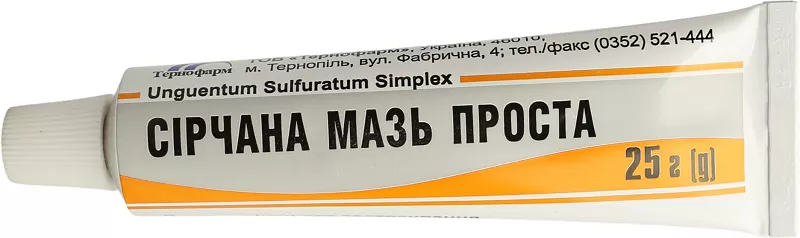 Тернофарм
ТОВ «Тернофарм», Україна, 46010,
м. Тернопіль, вул. Фабрична, 4; тел./факс (0352) 521-444
Unguentum Sulfuratum Simplex
СІРЧАНА МАЗЬ ПРОСТА
25 г (g)